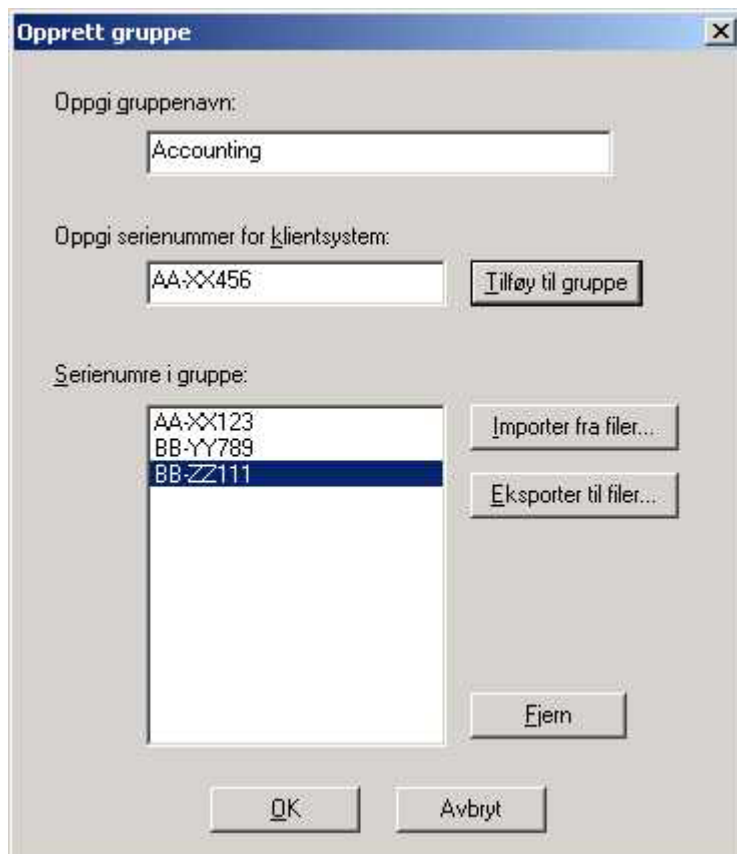 Opprett gruppe
Oppgi gruppenavn:
Accounting
Oppgi serienummer for klientsystem:
AA-XX456
Tilføy til gruppe
Serienumre i gruppe:
AA-XX123
BB-YY789
BB-ZZ111
Importer fra filer...
Eksporter til filer...
Fjern
OK
Avbryt